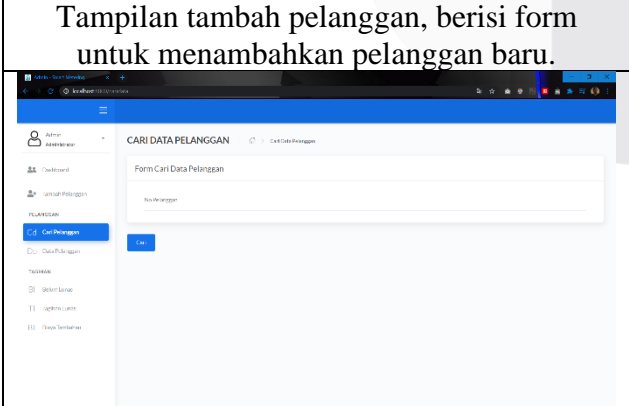 Tampilan tambah pelanggan, berisi form
untuk menambahkan pelanggan baru.
Admin
Administrator
CARI DATA PELANGGAN
Cari Data Pelanggan
Form Cari Data Pelanggan
Dashboard
Tambah Pelanggan
No Pelanggan
PELANGGAN
Cd Cari Pelanggan
Cari
Data Pelanggan
TAGIHAN
Belum Lunas
Tagihan Lunas
Biaya Tambahan